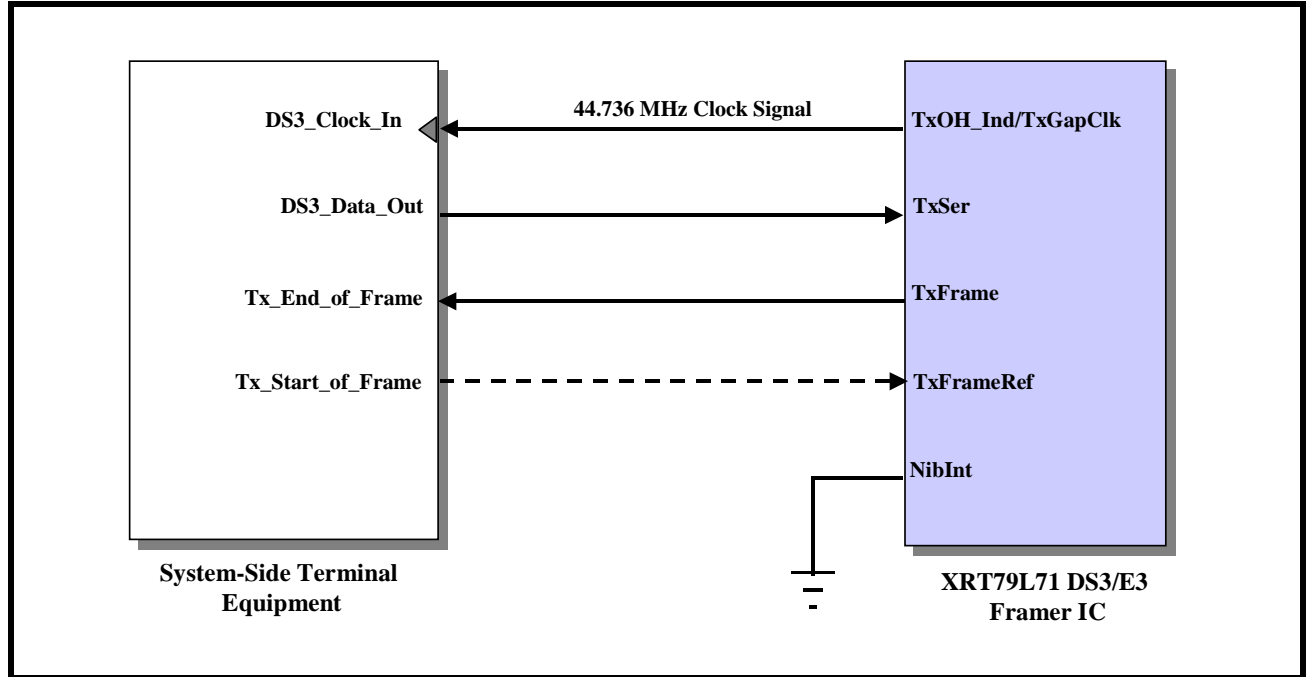 44.736 MHz Clock Signal
DS3_Clock_In
TxOH_Ind/TxGapClk
DS3_Data_Out
TxSer
Tx_End_of_Frame
TxFrame
Tx_Start_of_Frame
TxFrameRef
NibInt
System-Side Terminal
Equipment
XRT79L71 DS3/E3
Framer IC